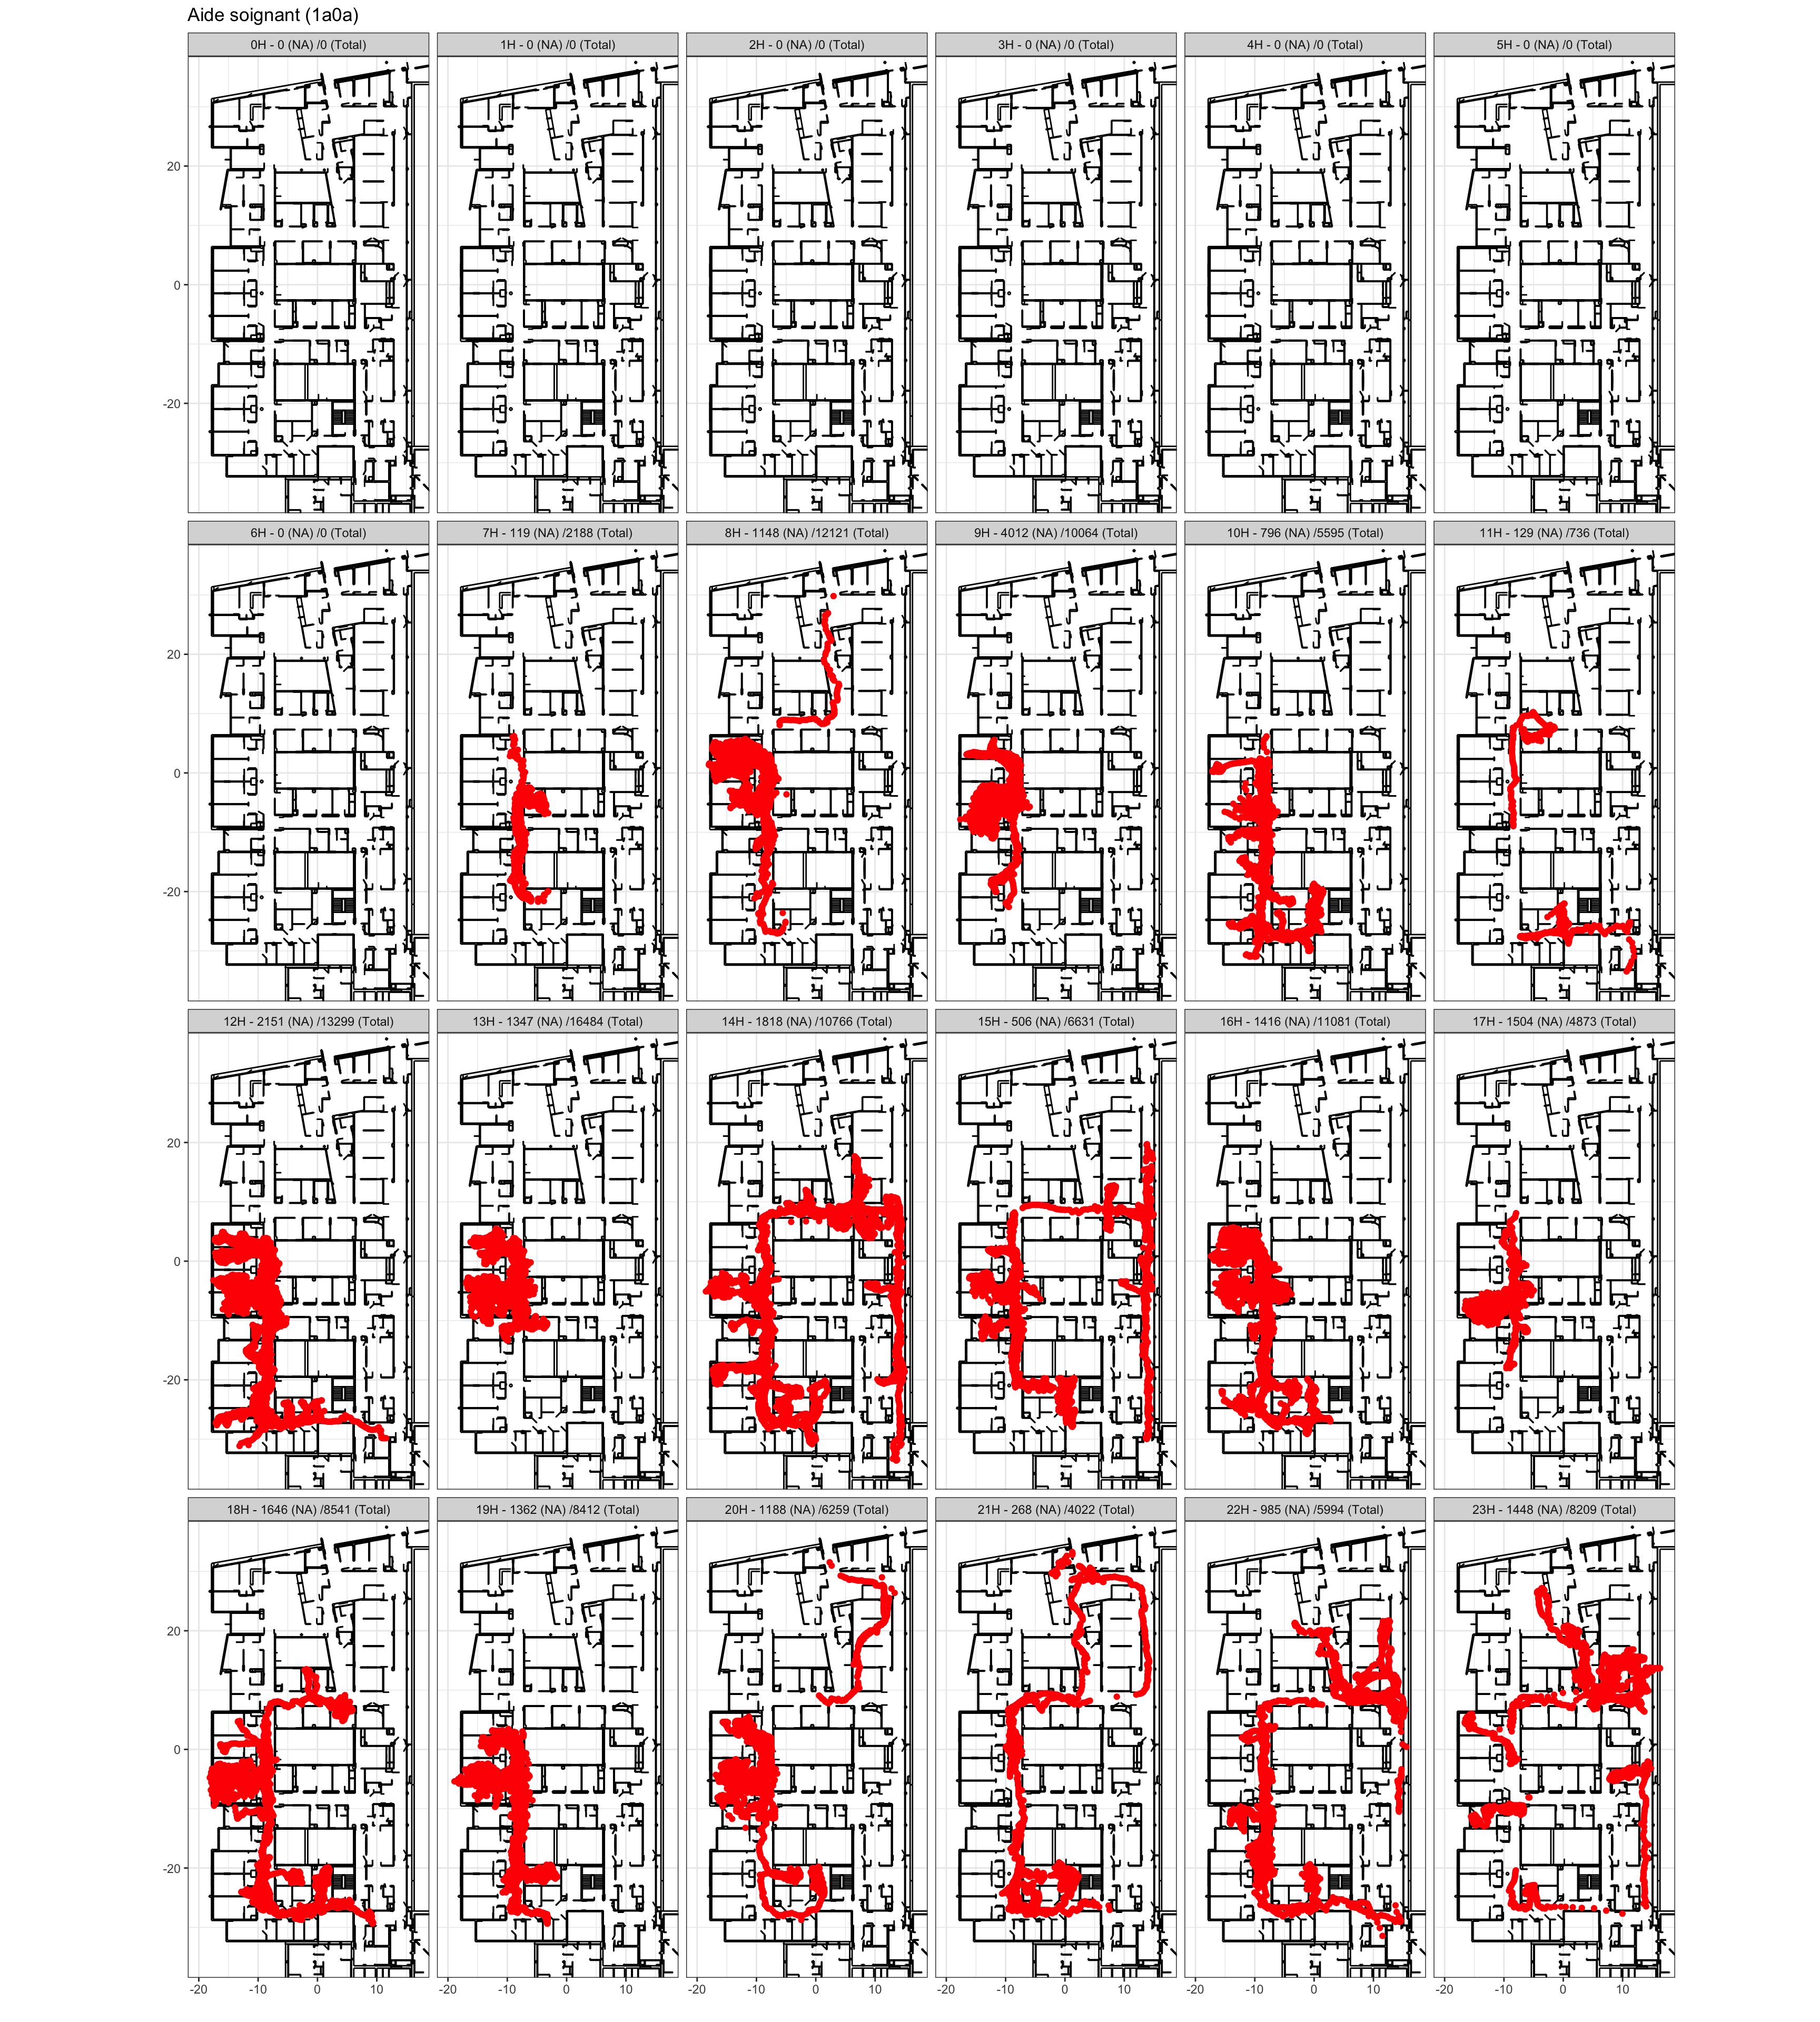 Aide soignant (1a0a)
0H - 0 (NA) /0 (Total)
1H - 0 (NA) /0 (Total)
2H - 0 (NA) /0 (Total)
3H - 0 (NA) /0 (Total)
4H - 0 (NA) /0 (Total)
5H - 0 (NA) /0 (Total)
20
0
-20
6H - 0 (NA) /0 (Total)
7H - 119 (NA) /2188 (Total)
8H - 1148 (NA) /12121 (Total)
9H - 4012 (NA) /10064 (Total)
10H - 796 (NA) /5595 (Total)
11H - 129 (NA) /736 (Total)
20
0
-20
12H - 2151 (NA) /13299 (Total)
13H - 1347 (NA) /16484 (Total)
14H - 1818 (NA) /10766 (Total)
15H - 506 (NA) /6631 (Total)
16H - 1416 (NA) /11081 (Total)
17H - 1504 (NA) /4873 (Total)
20
0
-20
18H - 1646 (NA) /8541 (Total)
19H - 1362 (NA) /8412 (Total)
20H - 1188 (NA) /6259 (Total)
21H - 268 (NA) /4022 (Total)
22H - 985 (NA) /5994 (Total)
23H - 1448 (NA) /8209 (Total)
20
0
-20
-20 -10 0 10
-20 -10 0 10
-20 -10 0 10
-20 -10 0 10
-20 -10 0 10
-20 -10 0 10